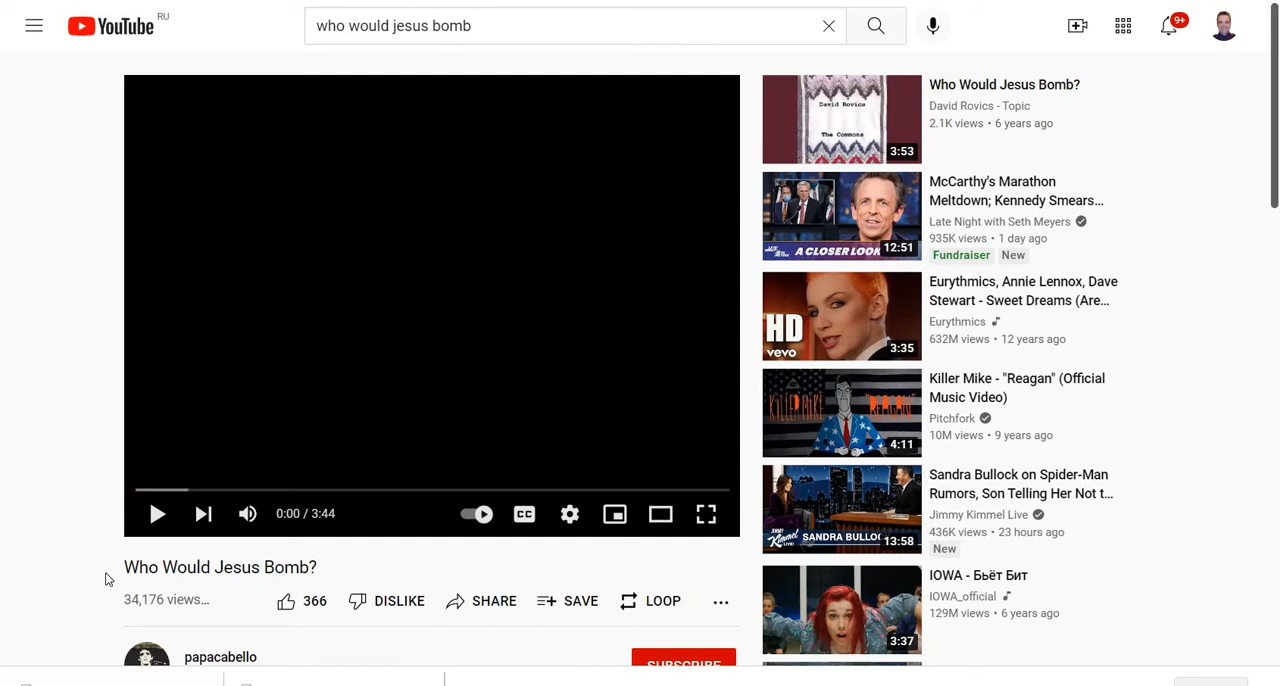 YouTube RU
who would jesus bomb
9+
David Rovics
The Commons
3:53
Who Would Jesus Bomb?
David Rovics - Topic
2.1K views • 6 years ago
A CLOSER LOOK
12:51
McCarthy's Marathon
Meltdown; Kennedy Smears...
Late Night with Seth Meyers
935K views • 1 day ago
Fundraiser New
HD
vevo
3:35
Eurythmics, Annie Lennox, Dave
Stewart - Sweet Dreams (Are...
Eurythmics
632M views • 12 years ago
KILLER MIKE "REAGAN"
4:11
Killer Mike - "Reagan" (Official
Music Video)
Pitchfork
10M views • 9 years ago
KIMMEL
LIVE!
SANDRA BULLOC
13:58
Sandra Bullock on Spider-Man
Rumors, Son Telling Her Not t...
Jimmy Kimmel Live
436K views • 23 hours ago
New
3:37
IOWA - Бьёт Бит
IOWA_official
129M views • 6 years ago
0:00 / 3:44
CC
Who Would Jesus Bomb?
34,176 views...
366 DISLIKE SHARE SAVE LOOP
papacabello
SUBSCRIBE